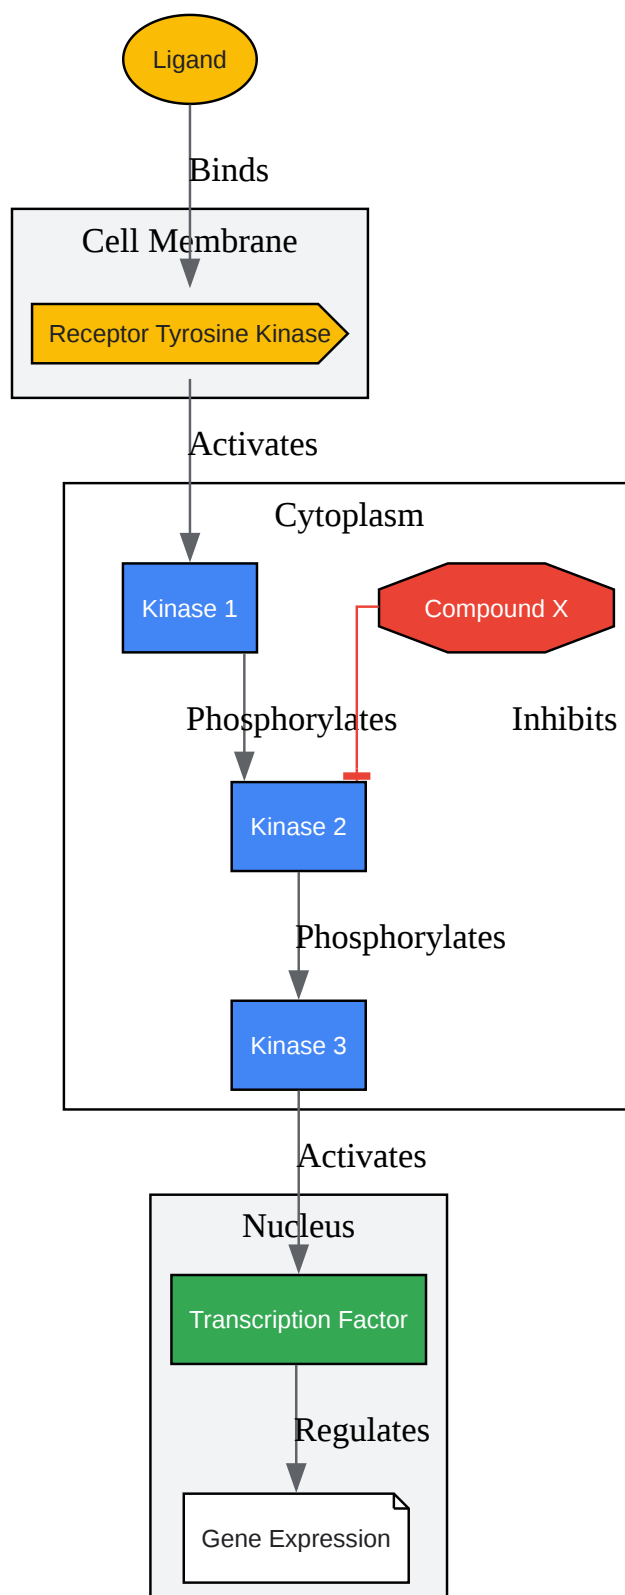 Ligand
Binds
Cell Membrane
Receptor Tyrosine Kinase
Activates
Cytoplasm
Kinase 1
Compound X
Phosphorylates
Inhibits
Kinase 2
Phosphorylates
Kinase 3
Activates
Nucleus
Transcription Factor
Regulates
Gene Expression